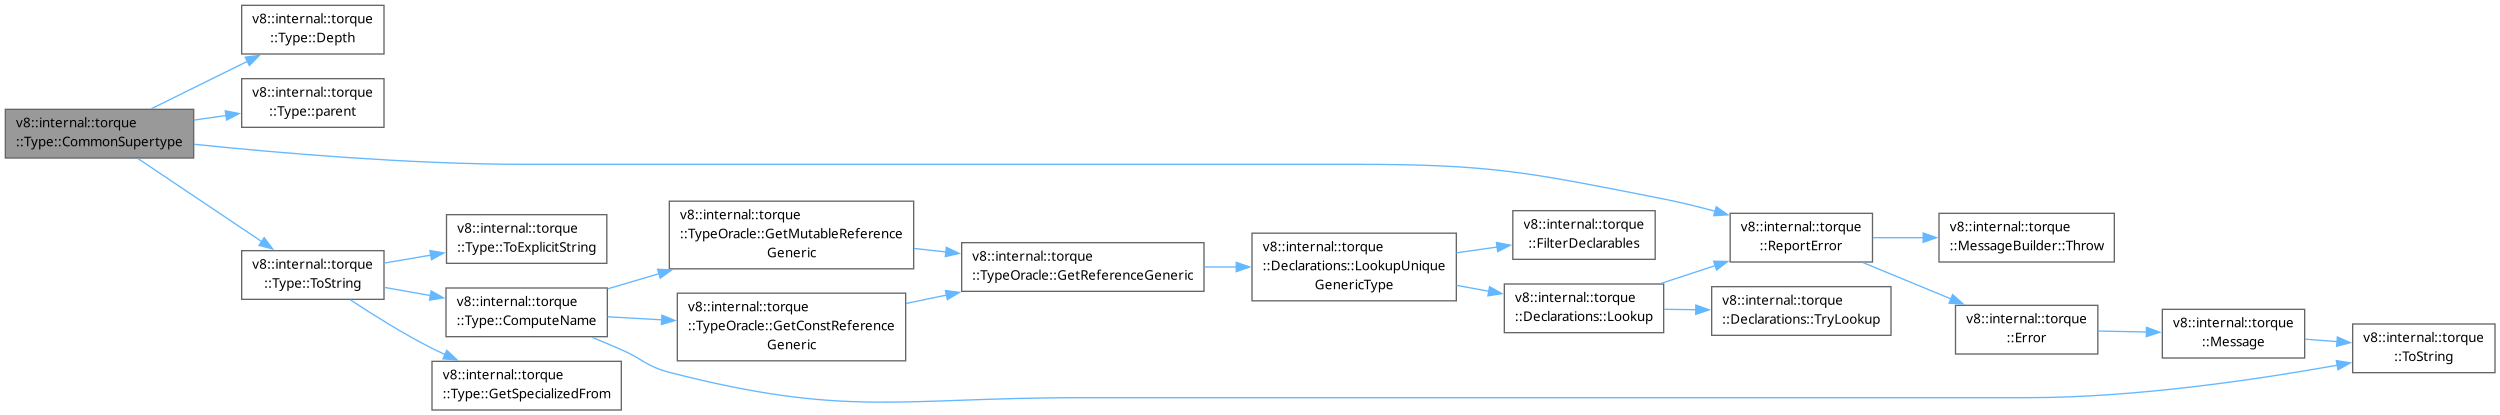 v8::internal::torque
::Type::CommonSupertype
v8::internal::torque
::Type::Depth
v8::internal::torque
::Type::parent
v8::internal::torque
::Type::ToString
v8::internal::torque
::Type::ToExplicitString
v8::internal::torque
::Type::ComputeName
v8::internal::torque
::Type::GetSpecializedFrom
v8::internal::torque
::TypeOracle::GetMutableReference
Generic
v8::internal::torque
::TypeOracle::GetConstReference
Generic
v8::internal::torque
::TypeOracle::GetReferenceGeneric
v8::internal::torque
::Declarations::LookupUnique
GenericType
v8::internal::torque
::FilterDeclarables
v8::internal::torque
::Declarations::Lookup
v8::internal::torque
::ReportError
v8::internal::torque
::Declarations::TryLookup
v8::internal::torque
::MessageBuilder::Throw
v8::internal::torque
::Error
v8::internal::torque
::Message
v8::internal::torque
::ToString